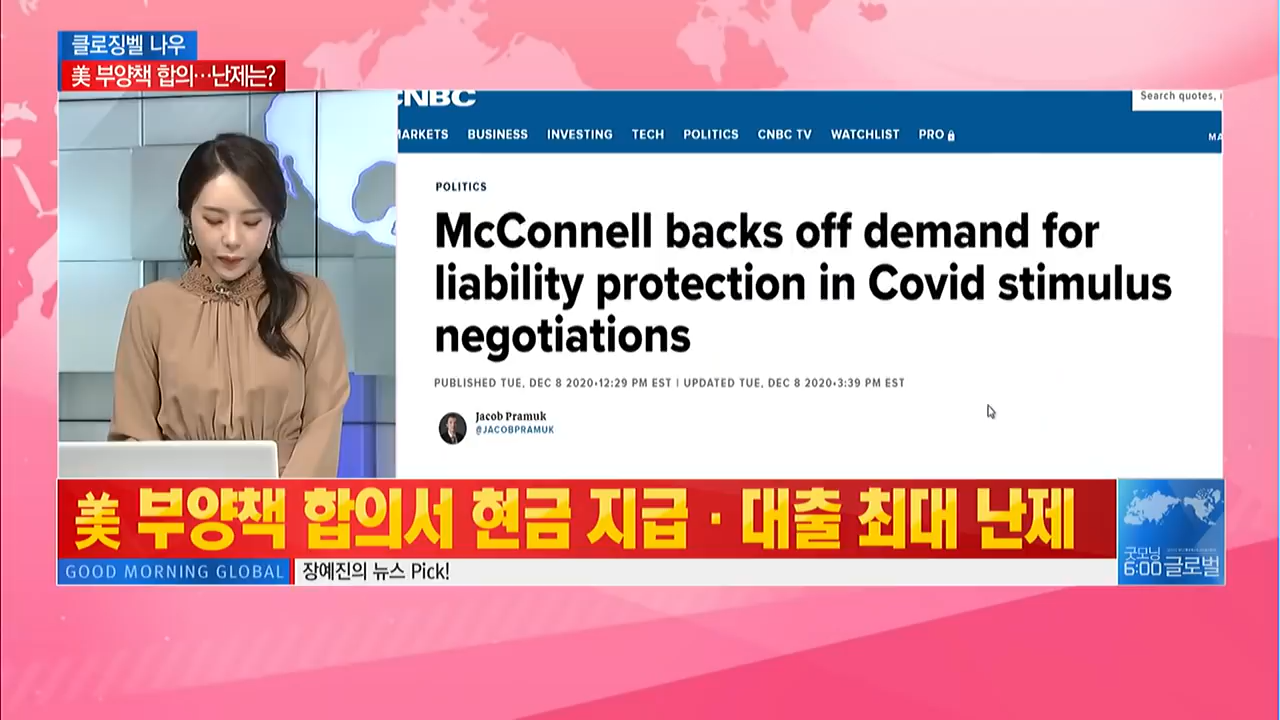 클로징벨 나우
美 부양책 합의…난제는?
CNBC
Search quotes,
MARKETS BUSINESS INVESTING TECH POLITICS CNBC TV WATCHLIST PRO
POLITICS
McConnell backs off demand for
liability protection in Covid stimulus
negotiations
PUBLISHED TUE, DEC 8 2020•12:29 PM EST | UPDATED TUE, DEC 8 2020•3:39 PM EST
Jacob Pramuk
@JACOBPRAMUK
美 부양책 합의서 현금 지급·대출 최대 난제
GOOD MORNING GLOBAL
장예진의 뉴스 Pick!
굿모닝
6:00 글로벌